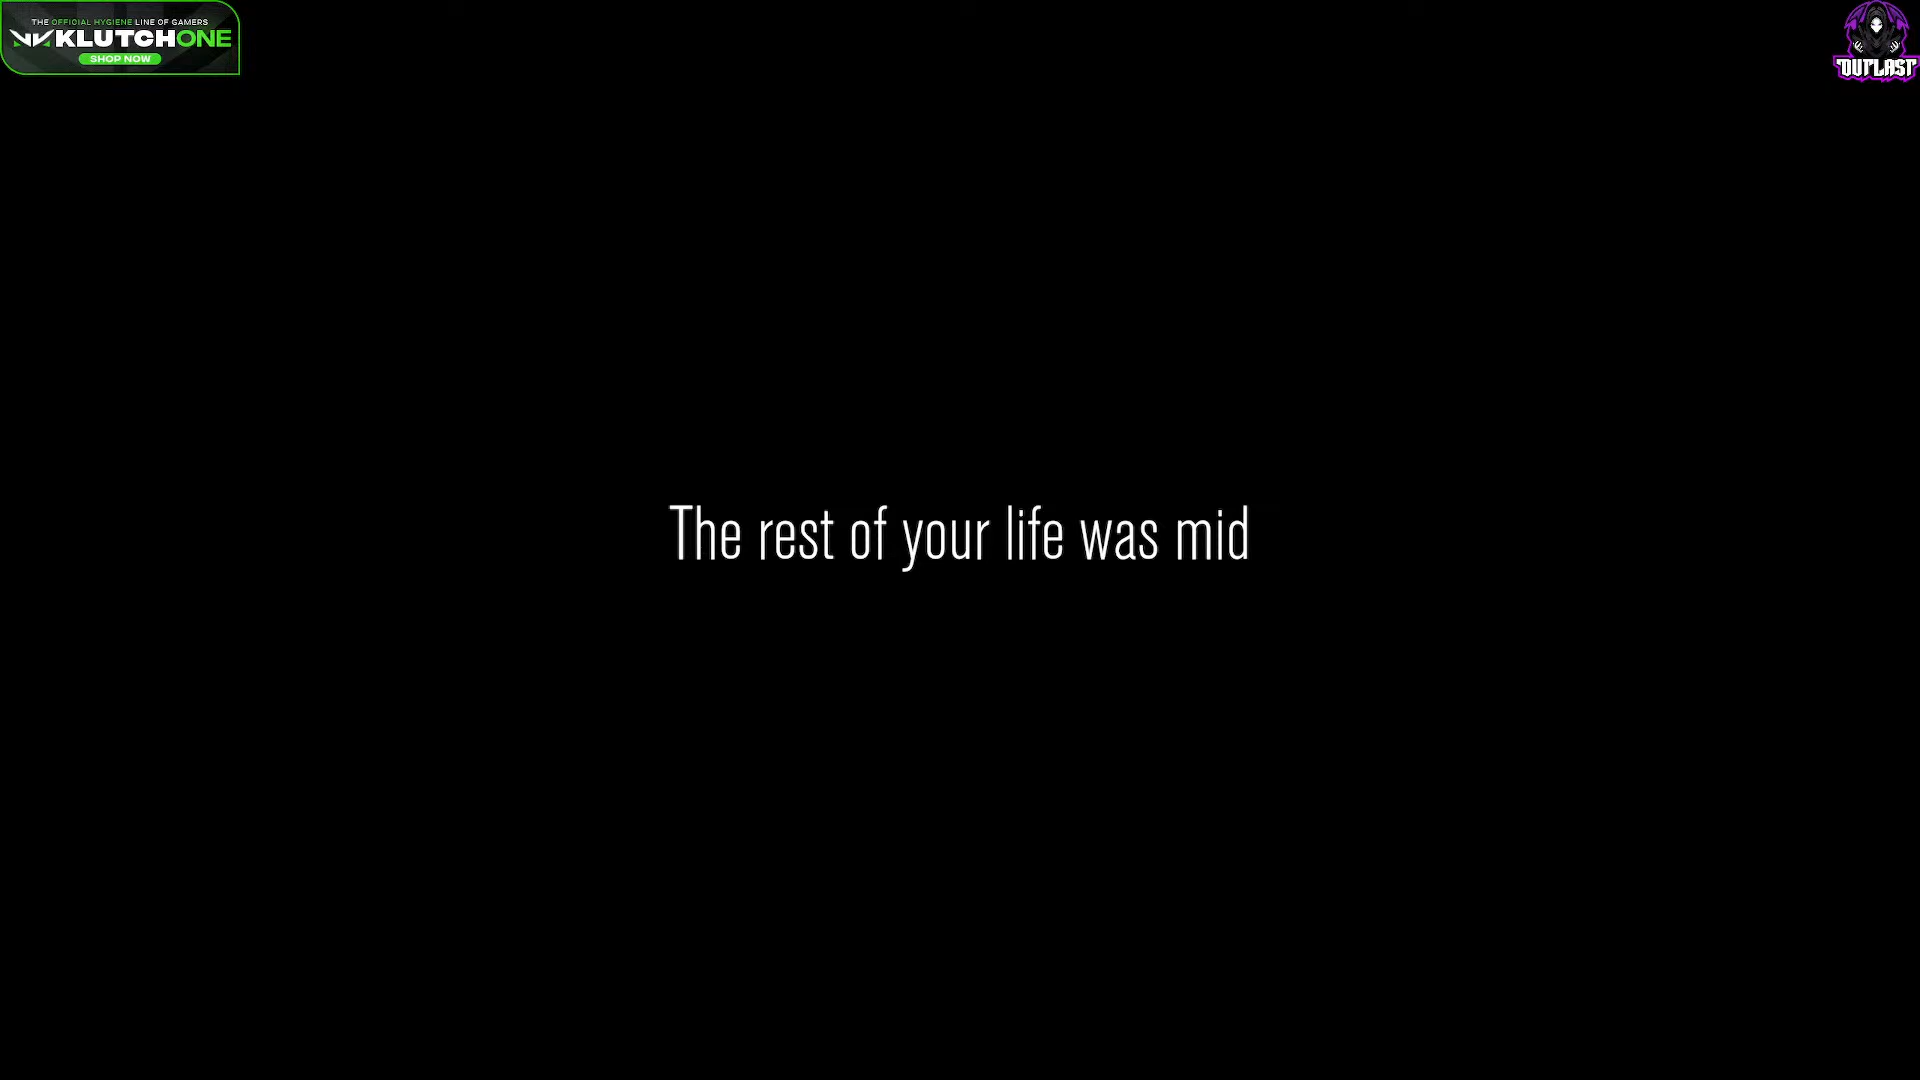 THE OFFICIAL HYGIENE LINE OF GAMERS
KLUTCHONE
SHOP NOW
OUTLAST
The rest of your life was mid